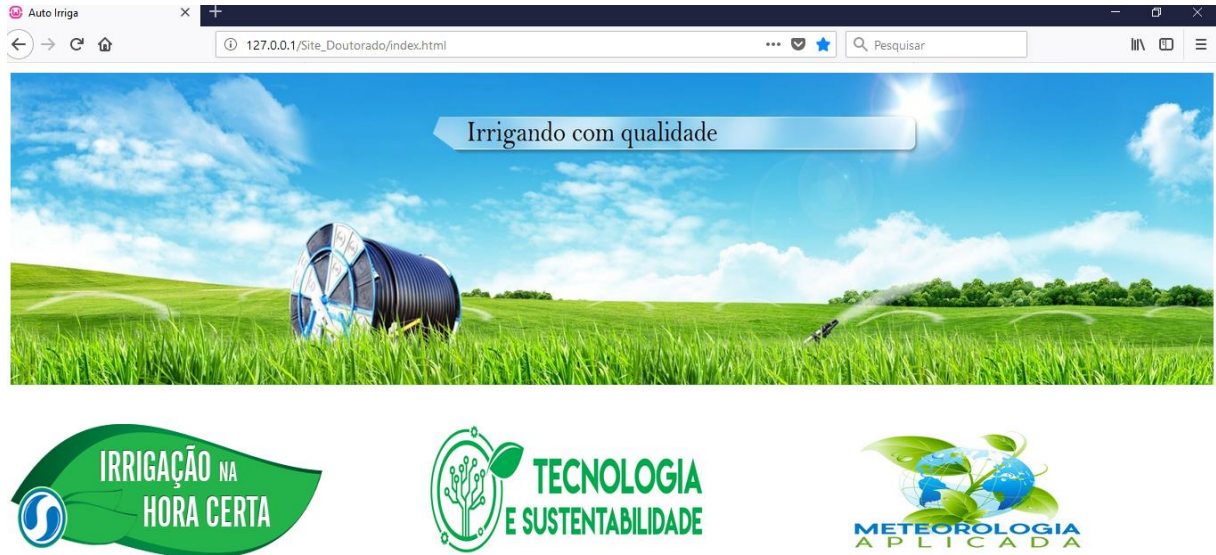 Auto Irriga
127.0.0.1/Site_Doutorado/index.html
Pesquisar
Irrigando com qualidade
IRRIGAÇÃO NA
HORA CERTA
TECNOLOGIA
E SUSTENTABILIDADE
METEOROLOGIA
APLICADA